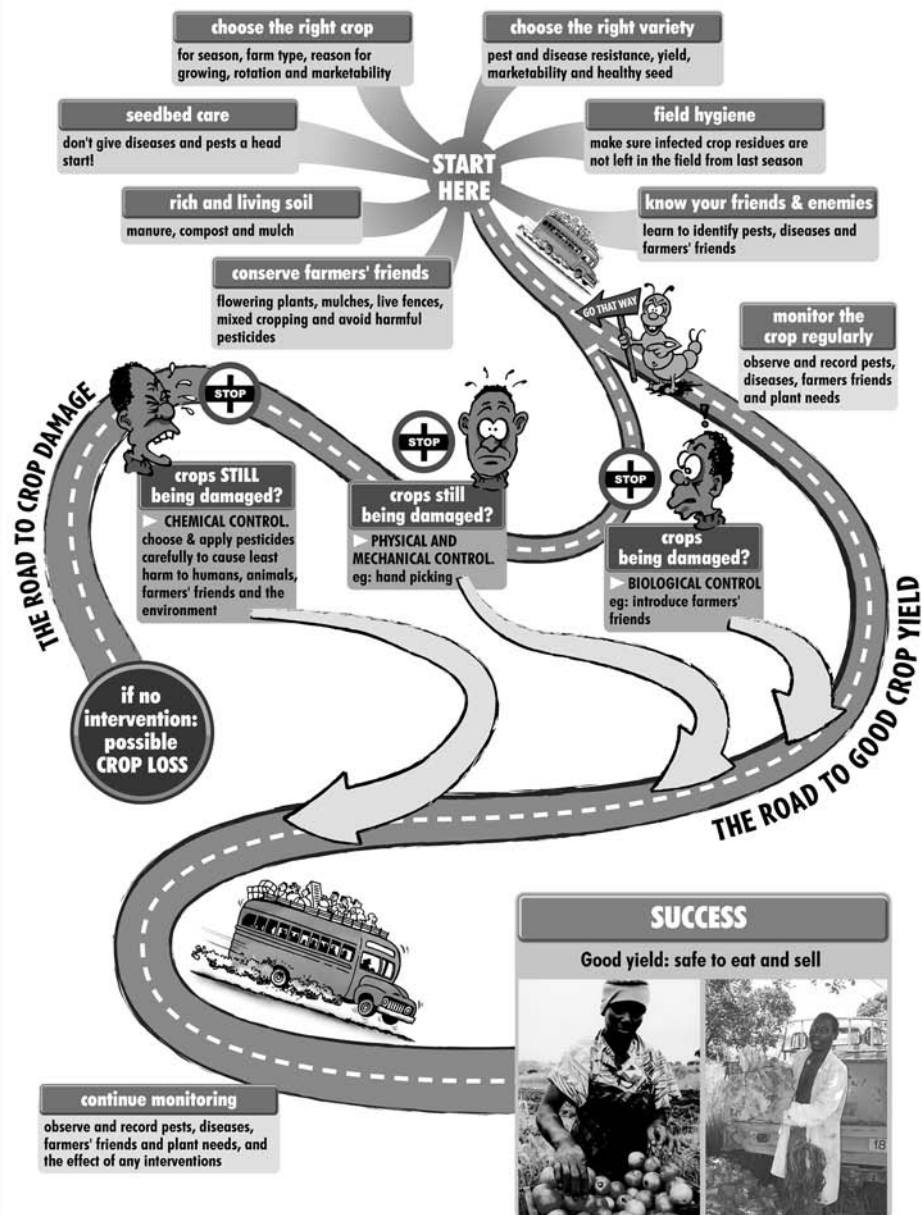 choose the right crop
for season, farm type, reason for
growing, rotation and marketability
choose the right variety
pest and disease resistance, yield,
marketability and healthy seed
seedbed care
don't give diseases and pests a head
start!
field hygiene
make sure infected crop residues are
not left in the field from last season
START
HERE
rich and living soil
manure, compost and mulch
know your friends & enemies
learn to identify pests, diseases and
farmers' friends
conserve farmers' friends
flowering plants, mulches, live fences,
mixed cropping and avoid harmful
pesticides
GO THAT WAY
monitor the
crop regularly
observe and record pests,
diseases, farmers friends
and plant needs
THE ROAD TO CROP DAMAGE
STOP
STOP
STOP
crops STILL
being damaged?
CHEMICAL CONTROL.
choose & apply pesticides
carefully to cause least
harm to humans, animals,
farmers' friends and the
environment
crops still
being damaged?
PHYSICAL AND
MECHANICAL CONTROL.
eg: hand picking
crops
being damaged?
BIOLOGICAL CONTROL
eg: introduce farmers'
friends
THE ROAD TO GOOD CROP YIELD
if no
intervention:
possible
CROP LOSS
SUCCESS
Good yield: safe to eat and sell
18
continue monitoring
observe and record pests, diseases,
farmers' friends and plant needs, and
the effect of any interventions